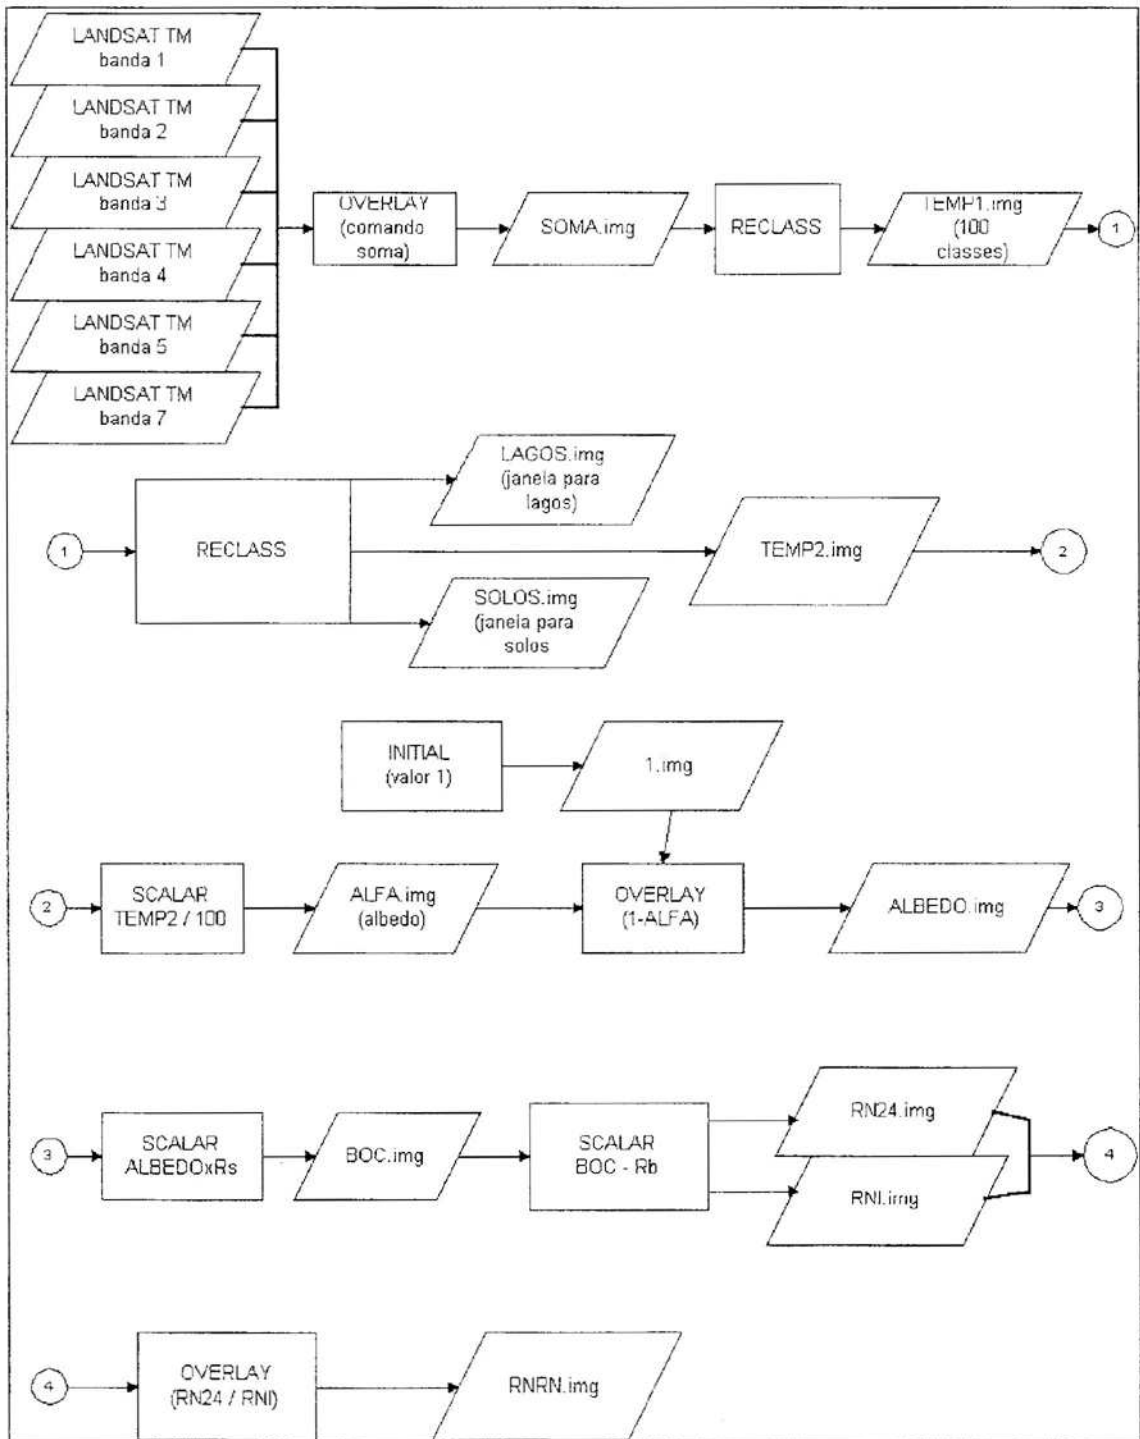 LANDSAT TM
banda 1
LANDSAT TM
banda 2
LANDSAT TM
banda 3
LANDSAT TM
banda 4
LANDSAT TM
banda 5
LANDSAT TM
banda 7
OVERLAY
(comando
soma)
SOMA.img
RECLASS
TEMP1.img
(100
classes)
1
1
RECLASS
LAGOS.img
(janela para
lagos)
TEMP2.img
2
SOLOS.img
(janela para
solos
INITIAL
(valor 1)
1.img
2
SCALAR
TEMP2 / 100
ALFA.img
(albedo)
OVERLAY
(1-ALFA)
ALBEDO.img
3
3
SCALAR
ALBEDOxRs
BOC.img
SCALAR
BOC - Rb
RN24.img
RNI.img
4
4
OVERLAY
(RN24 / RNI)
RNRN.img